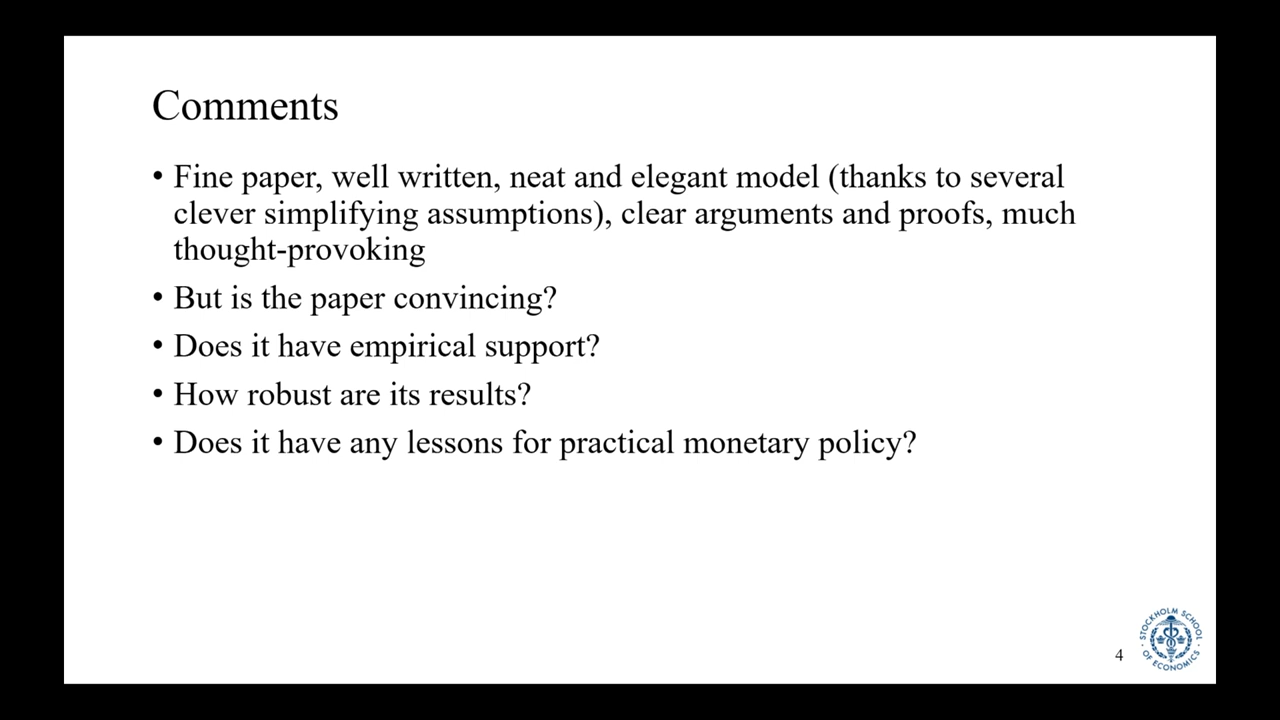 Comments
• Fine paper, well written, neat and elegant model (thanks to several
clever simplifying assumptions), clear arguments and proofs, much
thought-provoking
• But is the paper convincing?
• Does it have empirical support?
• How robust are its results?
• Does it have any lessons for practical monetary policy?
4
STOCKHOLM SCHOOL
OF ECONOMICS